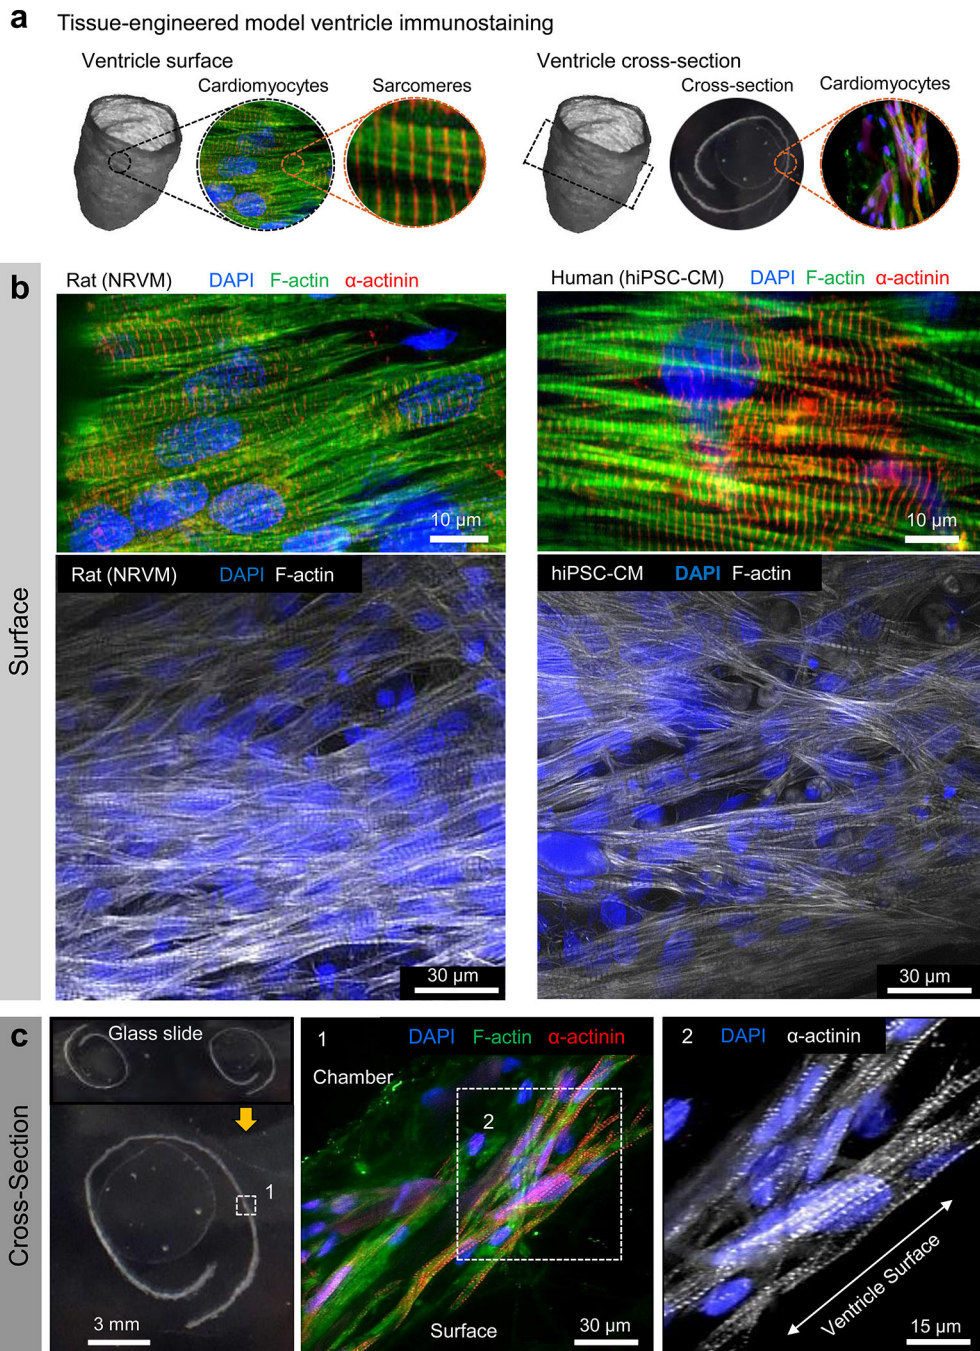 a Tissue-engineered model ventricle immunostaining
Ventricle surface
Cardiomyocytes
Sarcomeres
Ventricle cross-section
Cross-section
Cardiomyocytes
Surface
b
Rat (NRVM) DAPI F-actin α-actinin
10 μm
Human (hiPSC-CM) DAPI F-actin α-actinin
10 μm
Rat (NRVM) DAPI F-actin
30 μm
hiPSC-CM DAPI F-actin
30 μm
Cross-Section
c
Glass slide
1
3 mm
1 DAPI F-actin α-actinin
Chamber
2
Surface
30 μm
2 DAPI α-actinin
Ventricle Surface
15 μm